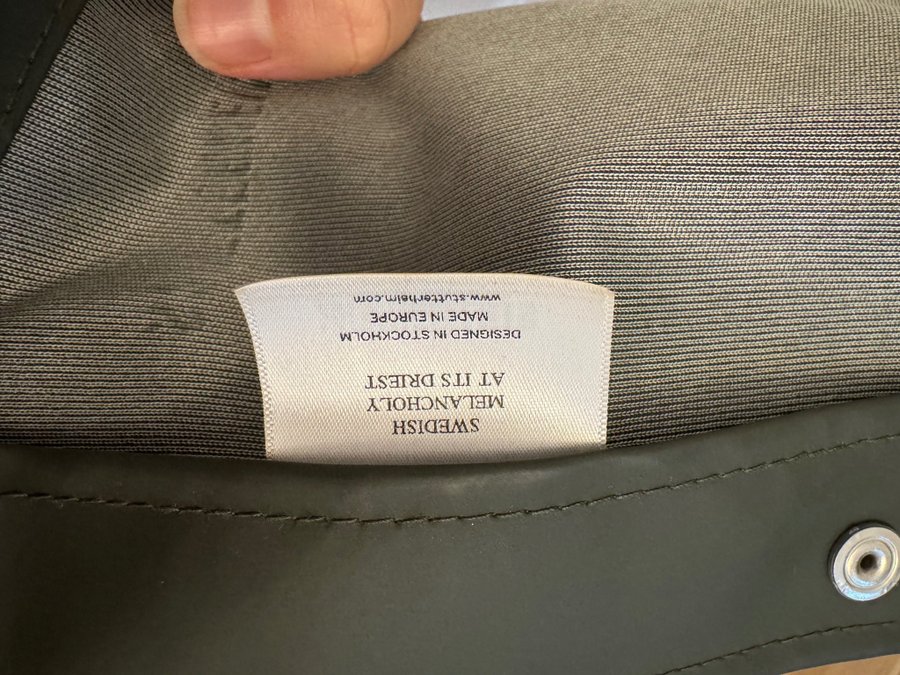 SWEDISH
MELANCHOLY
AT ITS DRIEST
DESIGNED IN STOCKHOLM
MADE IN EUROPE
www.stutterheim.com